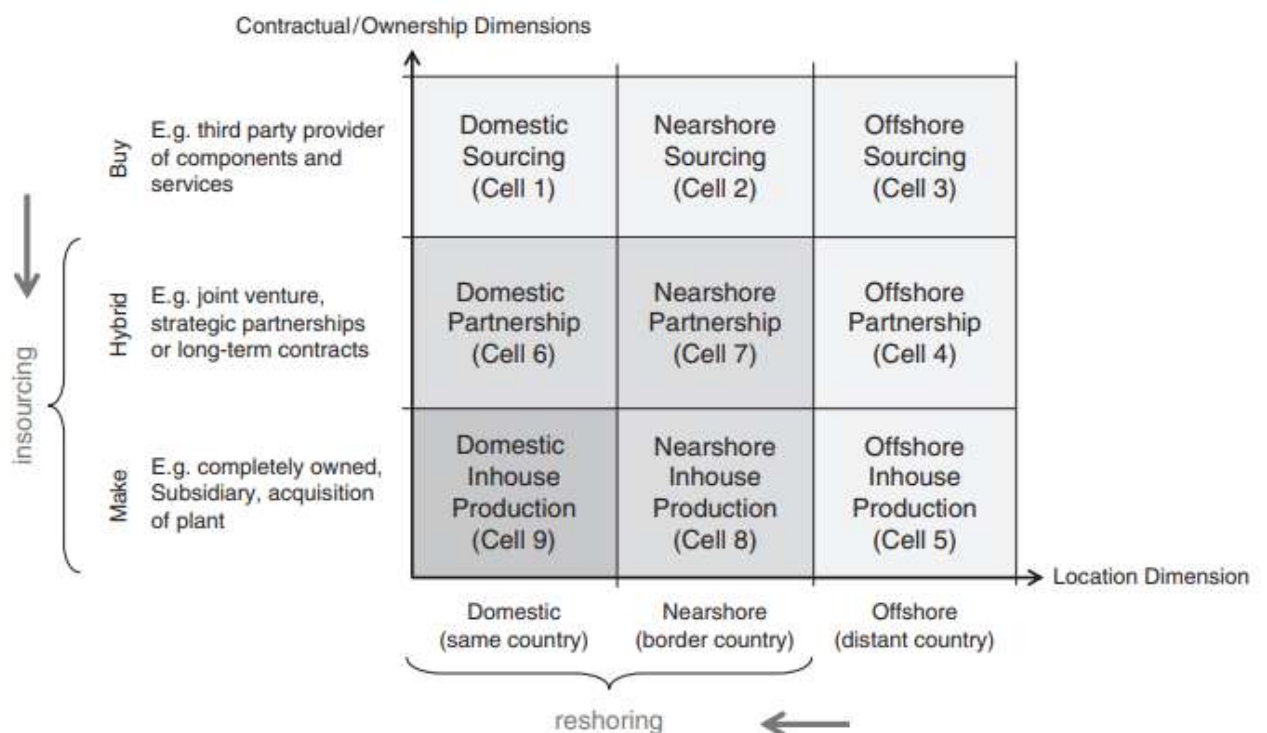 Contractual/Ownership Dimensions
Buy
E.g. third party provider
of components and
services
Domestic
Sourcing
(Cell 1)
Nearshore
Sourcing
(Cell 2)
Offshore
Sourcing
(Cell 3)
insourcing
Hybrid
E.g. joint venture,
strategic partnerships
or long-term contracts
Domestic
Partnership
(Cell 6)
Nearshore
Partnership
(Cell 7)
Offshore
Partnership
(Cell 4)
Make
E.g. completely owned,
Subsidiary, acquisition
of plant
Domestic
Inhouse
Production
(Cell 9)
Nearshore
Inhouse
Production
(Cell 8)
Offshore
Inhouse
Production
(Cell 5)
Location Dimension
Domestic
(same country)
Nearshore
(border country)
Offshore
(distant country)
reshoring